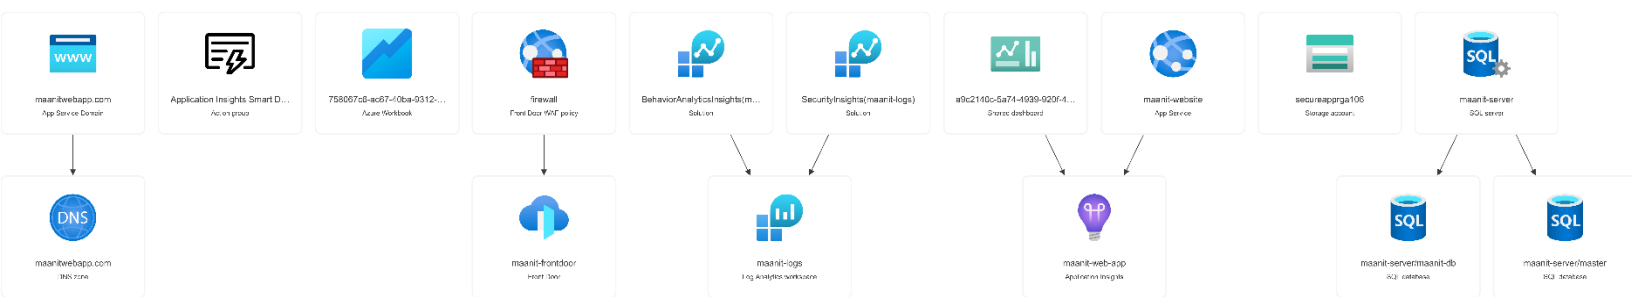 www
maanitwebapp.com
App Service Domain
Application Insights Smart D...
Action group
758067c6-ac67-40ba-9312-...
Azure Workbook
firewall
Front Door WAF policy
BehaviorAnalyticsInsights(m...
Solution
SecurityInsights(maanit-logs)
Solution
a9c2140c-5a74-4939-920f-4...
Shared dashboard
maanit-website
App Service
secureapprga106
Storage account
SQL
maanit-server
SQL server
DNS
maanitwebapp.com
DNS zone
maanit-frontdoor
Front Door
maanit-logs
Log Analytics workspace
maanit-web-app
Application Insights
SQL
maanit-server/maanit-db
SQL database
SQL
maanit-server/master
SQL database